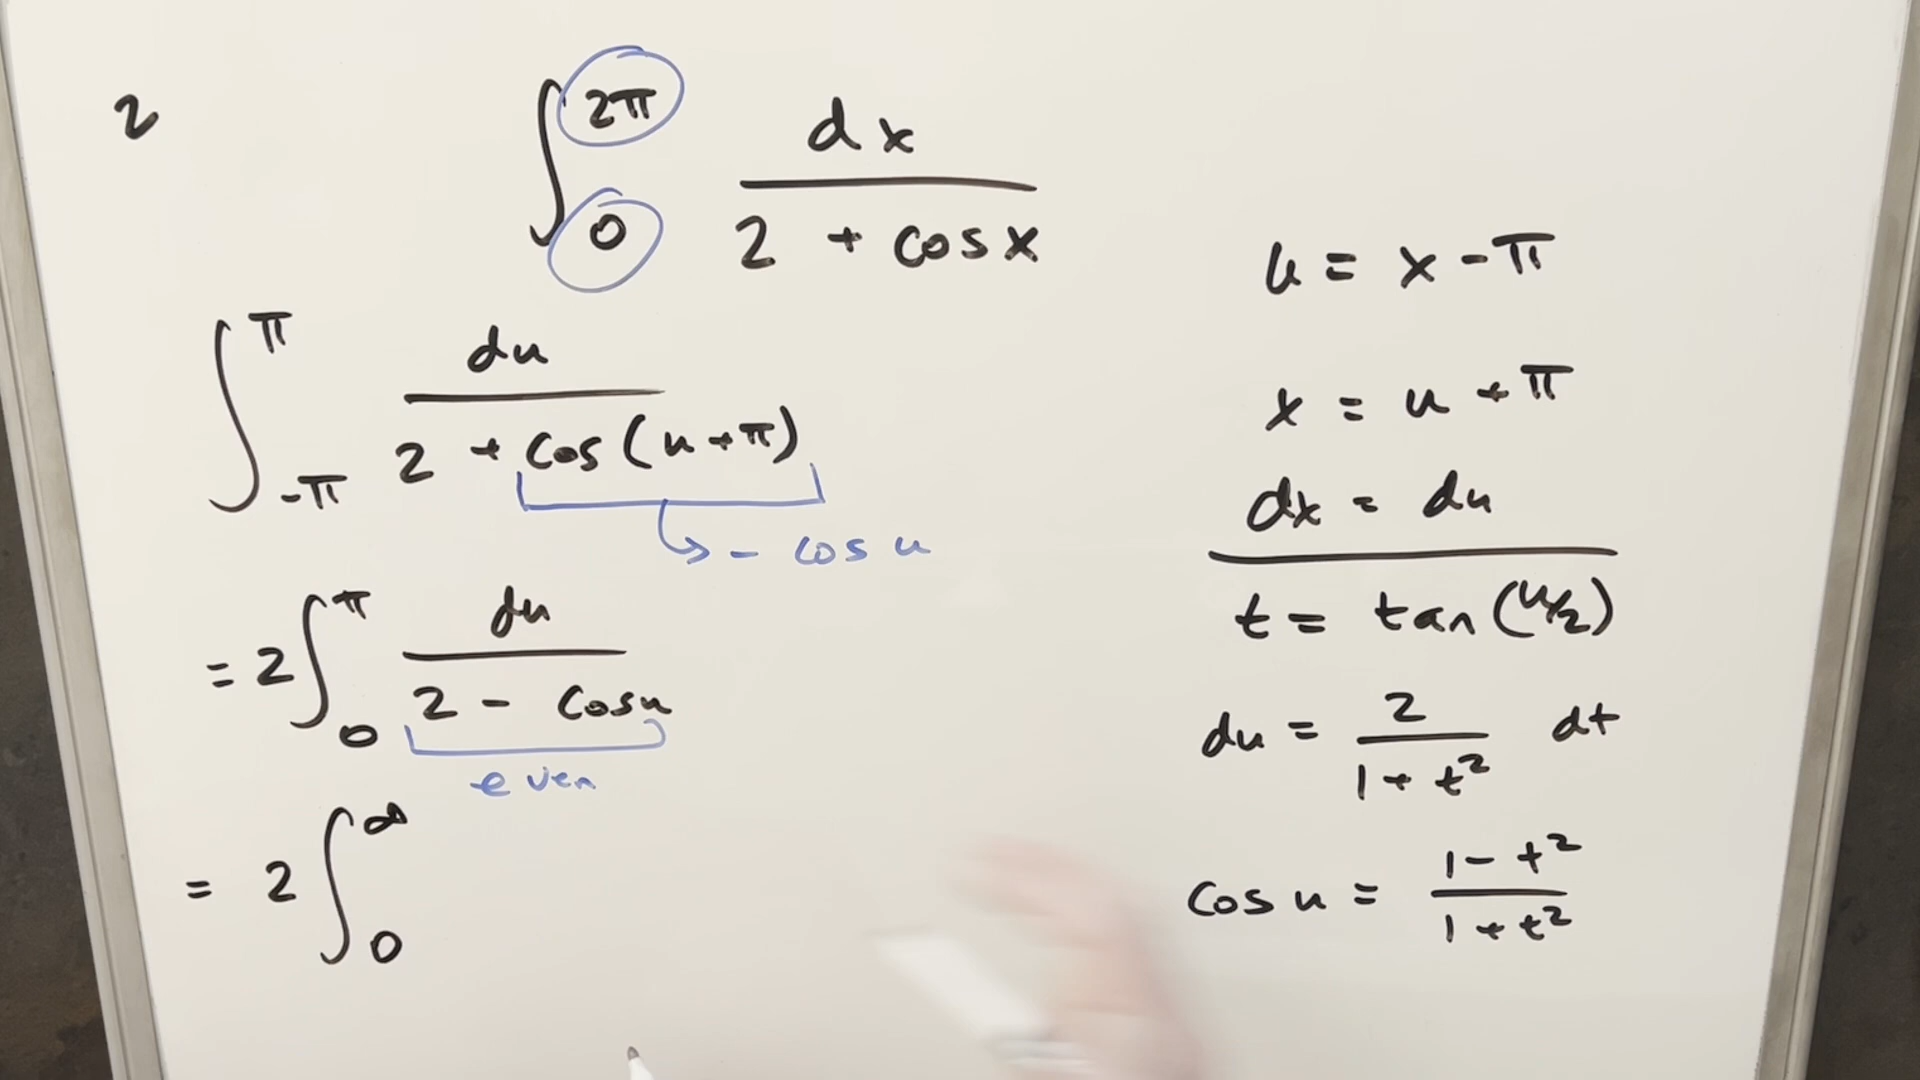 2
∫₀^{2π} dx / (2 + cos x)
∫_{-π}^{π} du / (2 + cos(u+π))
↳ - cos u
= 2 ∫₀^π du / (2 - cos u)
even
= 2 ∫₀^∞
u = x - π
x = u + π
dx = du
t = tan(u/2)
du = 2 / (1 + t²) dt
cos u = (1 - t²) / (1 + t²)